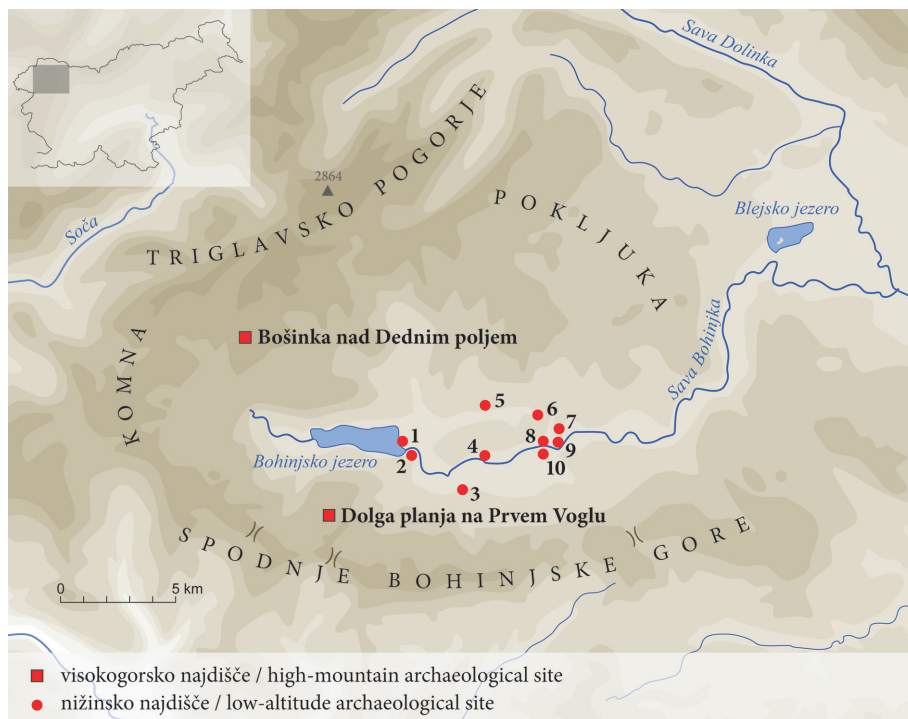 Sava Dolinka
2864
TRIGLAVSKO POGORJE
POKLJUKA
Soča
Blejsko jezero
KOMNA
Bošinka nad Dednim poljem
Sava Bohinjka
5
6
7
1
8
4
9
Bohinjsko jezero
2
10
3
Dolga planja na Prvem Voglu
SPODNJE BOHINJSKE GORE
0 5 km
visokogorsko najdišče / high-mountain archaeological site
nižinsko najdišče / low-altitude archaeological site